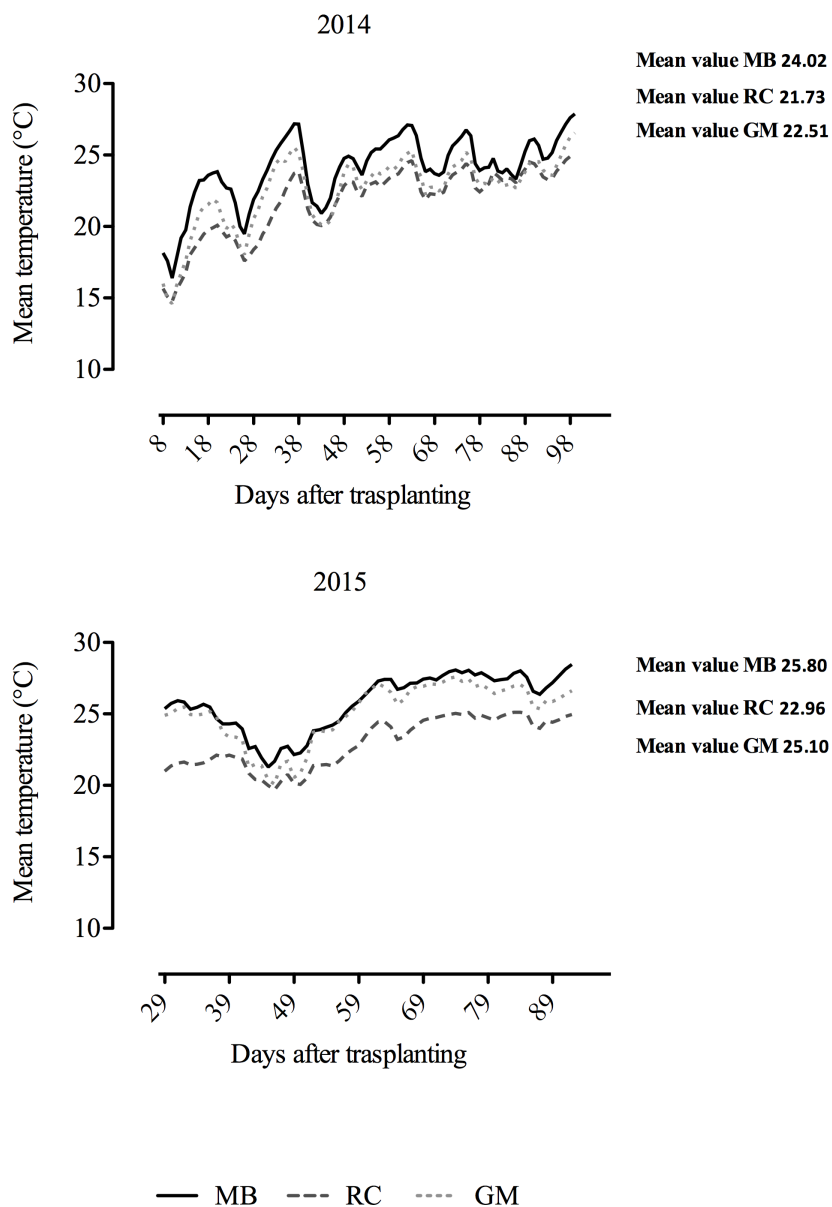 2014
Mean value MB 24.02
Mean value RC 21.73
Mean value GM 22.51
Mean temperature (°C)
30
25
20
15
10
8 18 28 38 48 58 68 78 88 98
Days after trasplanting
2015
Mean value MB 25.80
Mean value RC 22.96
Mean value GM 25.10
Mean temperature (°C)
30
25
20
15
10
29 39 49 59 69 79 89
Days after trasplanting
MB RC GM